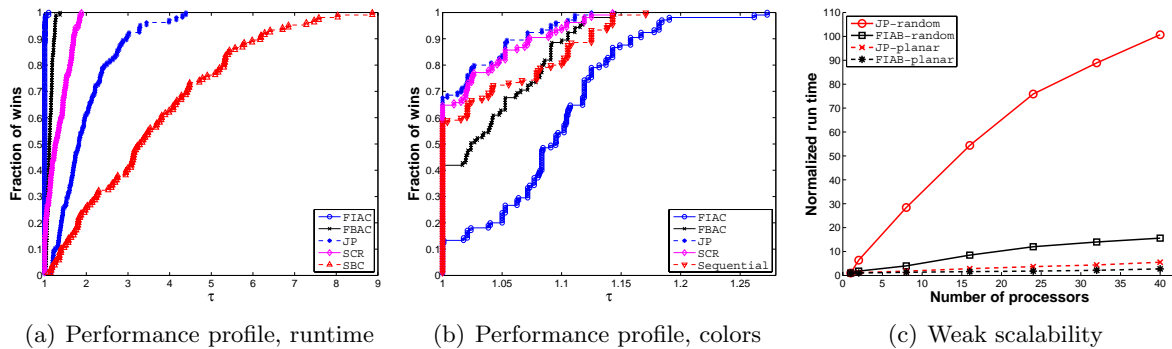 1
0.9
0.8
0.7
0.6
0.5
0.4
0.3
0.2
0.1
0
Fraction of wins
1 2 3 4 5 6 7 8 9
τ
FIAC
FBAC
JP
SCR
SBC
(a) Performance profile, runtime
1
0.9
0.8
0.7
0.6
0.5
0.4
0.3
0.2
0.1
0
Fraction of wins
1 1.05 1.1 1.15 1.2 1.25
τ
FIAC
FBAC
JP
SCR
Sequential
(b) Performance profile, colors
110
100
90
80
70
60
50
40
30
20
10
0
Normalized run time
0 5 10 15 20 25 30 35 40
Number of processors
JP-random
FIAB-random
JP-planar
FIAB-planar
(c) Weak scalability